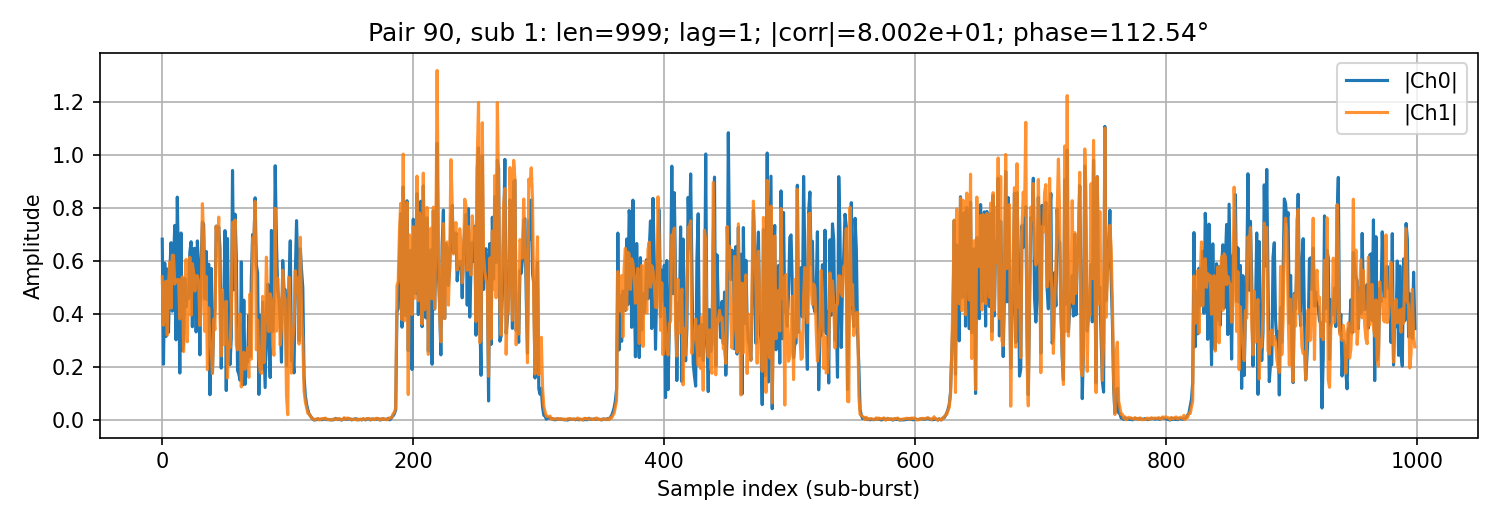 Pair 90, sub 1: len=999; lag=1; |corr|=8.002e+01; phase=112.54°
|Ch0|
|Ch1|
Amplitude
1.2
1.0
0.8
0.6
0.4
0.2
0.0
0 200 400 600 800 1000
Sample index (sub-burst)